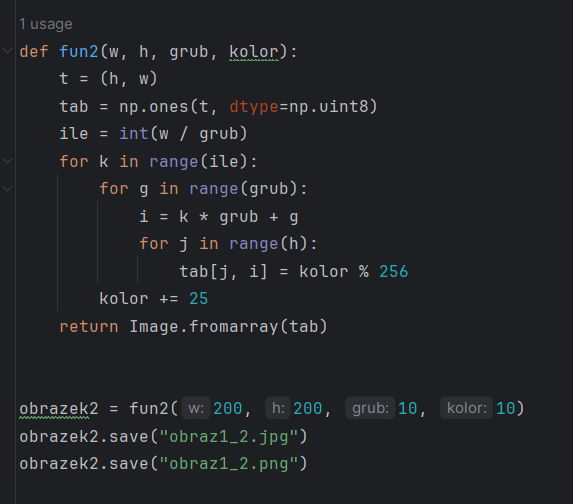 1 usage
def fun2(w, h, grub, kolor):
    t = (h, w)
    tab = np.ones(t, dtype=np.uint8)
    ile = int(w / grub)
    for k in range(ile):
        for g in range(grub):
            i = k * grub + g
            for j in range(h):
                tab[j, i] = kolor % 256
        kolor += 25
    return Image.fromarray(tab)
obrazek2 = fun2( w: 200, h: 200, grub: 10, kolor: 10)
obrazek2.save("obraz1_2.jpg")
obrazek2.save("obraz1_2.png")